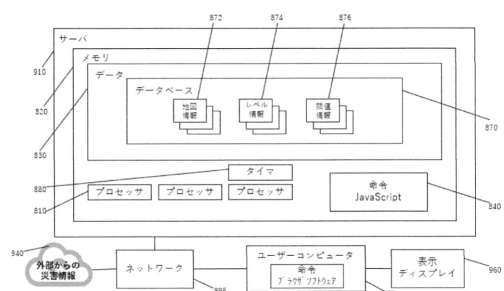 872
874
876
サーバ
910
メモリ
820
データ
データベース
地図
情報
レベル
情報
閾値
情報
870
830
タイマ
880
プロセッサ
プロセッサ
プロセッサ
810
命令
JavaScript
840
940
外部からの
災害情報
ネットワーク
895
ユーザーコンピュータ
命令
ブラウザソフトウェア
表示
ディスプレイ
960